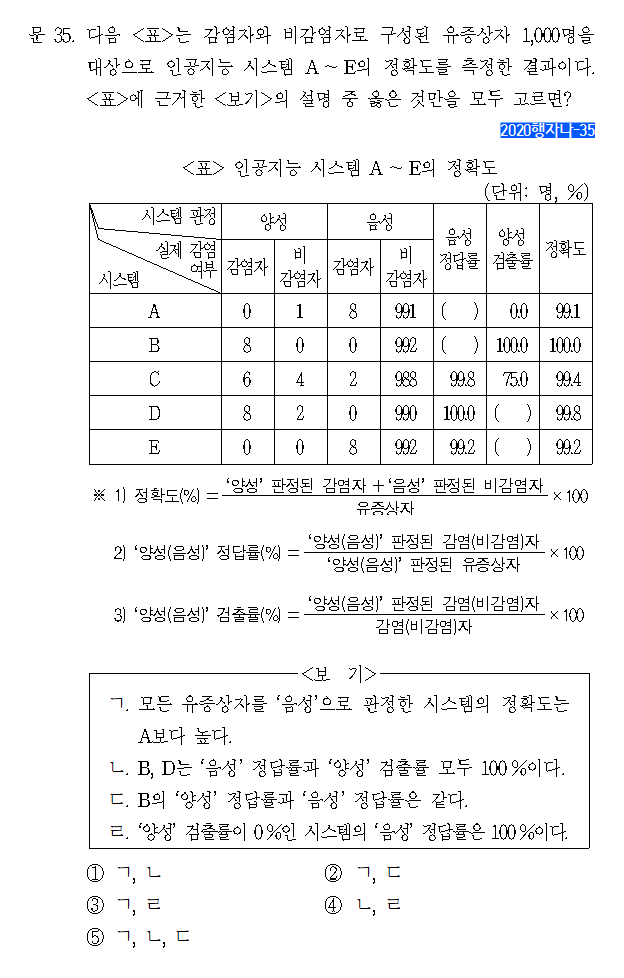 문 35. 다음 <표>는 감염자와 비감염자로 구성된 유증상자 1,000명을
대상으로 인공지능 시스템 A ~ E의 정확도를 측정한 결과이다.
<표>에 근거한 <보기>의 설명 중 옳은 것만을 모두 고르면?
2020행자나-35
<표> 인공지능 시스템 A ~ E의 정확도
(단위: 명, %)
시스템 판정 양성 음성 음성 정답률 양성 검출률 정확도
실제 감염 여부 감염자 비감염자 감염자 비감염자
시스템
A 0 1 8 991 ( ) 0.0 99.1
B 8 0 0 992 ( ) 100.0 100.0
C 6 4 2 988 99.8 75.0 99.4
D 8 2 0 990 100.0 ( ) 99.8
E 0 0 8 992 99.2 ( ) 99.2
※ 1) 정확도(%) = '양성' 판정된 감염자 + '음성' 판정된 비감염자 / 유증상자 × 100
2) '양성(음성)' 정답률(%) = '양성(음성)' 판정된 감염(비감염)자 / '양성(음성)' 판정된 유증상자 × 100
3) '양성(음성)' 검출률(%) = '양성(음성)' 판정된 감염(비감염)자 / 감염(비감염)자 × 100
<보 기>
ㄱ. 모든 유증상자를 '음성'으로 판정한 시스템의 정확도는
A보다 높다.
ㄴ. B, D는 '음성' 정답률과 '양성' 검출률 모두 100 %이다.
ㄷ. B의 '양성' 정답률과 '음성' 정답률은 같다.
ㄹ. '양성' 검출률이 0 %인 시스템의 '음성' 정답률은 100 %이다.
① ㄱ, ㄴ ② ㄱ, ㄷ
③ ㄱ, ㄹ ④ ㄴ, ㄹ
⑤ ㄱ, ㄴ, ㄷ